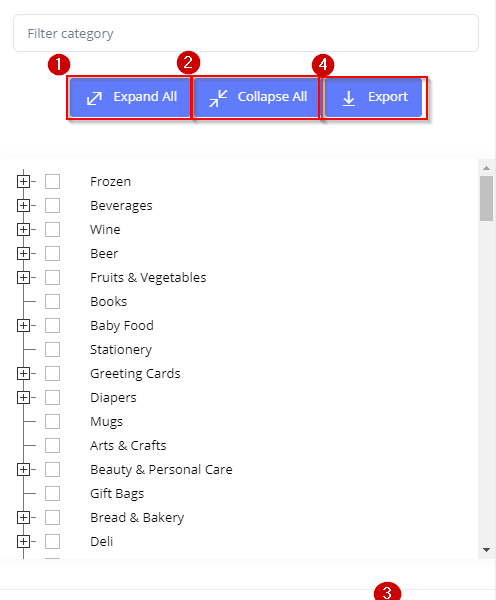 Filter category
1 2 4
Expand All Collapse All Export
Frozen
Beverages
Wine
Beer
Fruits & Vegetables
Books
Baby Food
Stationery
Greeting Cards
Diapers
Mugs
Arts & Crafts
Beauty & Personal Care
Gift Bags
Bread & Bakery
Deli
3